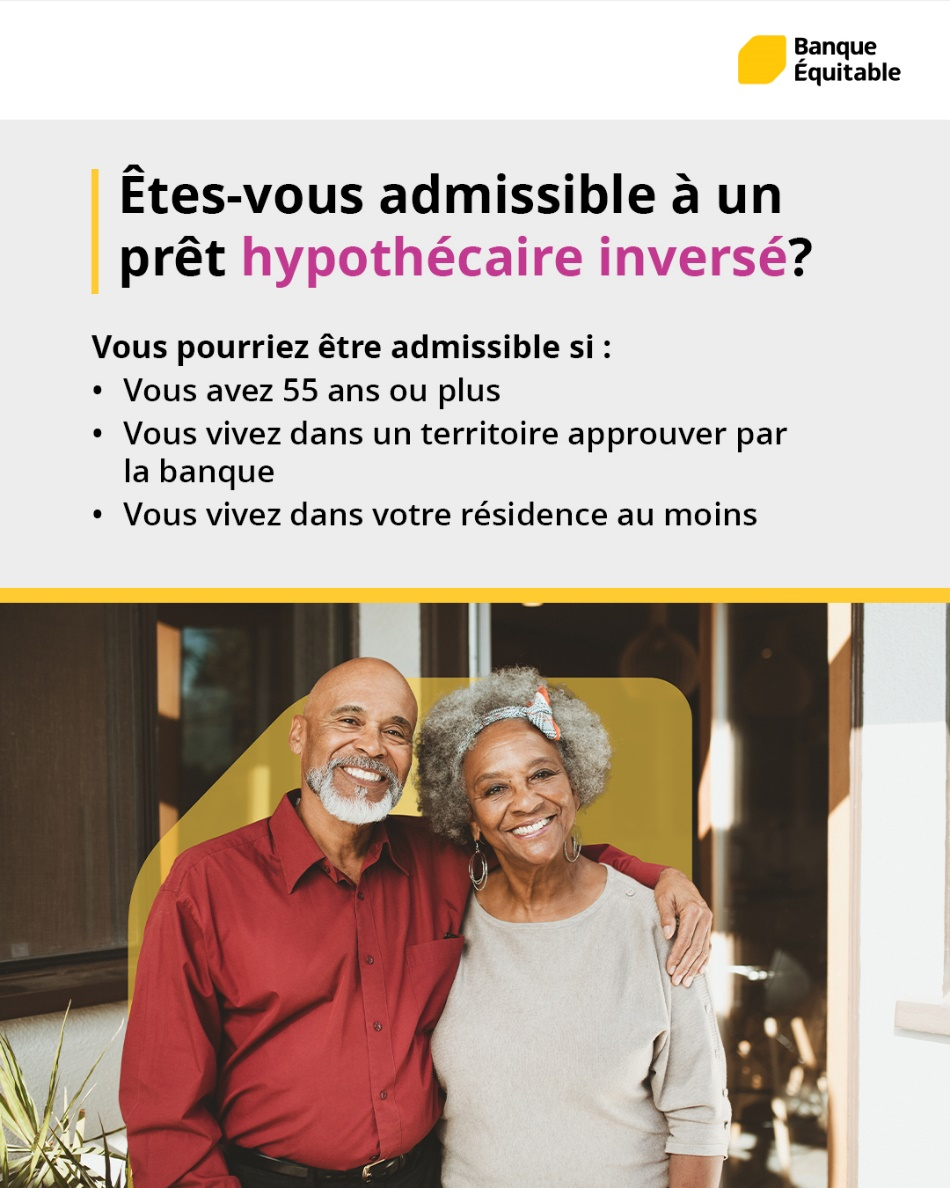 Banque
Équitable
Êtes-vous admissible à un
prêt hypothécaire inversé?
Vous pourriez être admissible si :
• Vous avez 55 ans ou plus
• Vous vivez dans un territoire approuver par
la banque
• Vous vivez dans votre résidence au moins